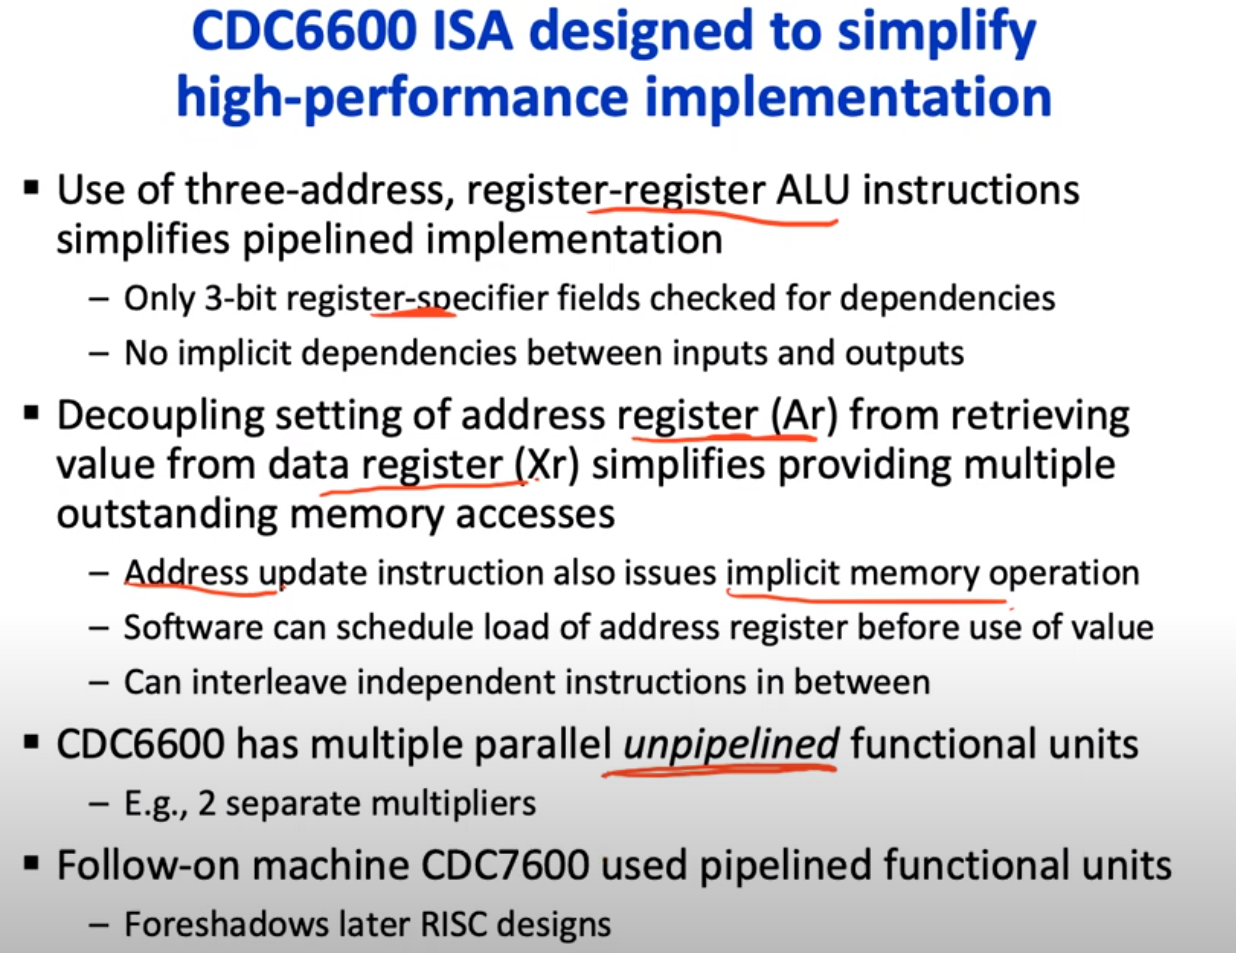 CDC6600 ISA designed to simplify
high-performance implementation
▪ Use of three-address, register-register ALU instructions
simplifies pipelined implementation
– Only 3-bit register-specifier fields checked for dependencies
– No implicit dependencies between inputs and outputs
▪ Decoupling setting of address register (Ar) from retrieving
value from data register (Xr) simplifies providing multiple
outstanding memory accesses
– Address update instruction also issues implicit memory operation
– Software can schedule load of address register before use of value
– Can interleave independent instructions in between
▪ CDC6600 has multiple parallel unpipelined functional units
– E.g., 2 separate multipliers
▪ Follow-on machine CDC7600 used pipelined functional units
– Foreshadows later RISC designs